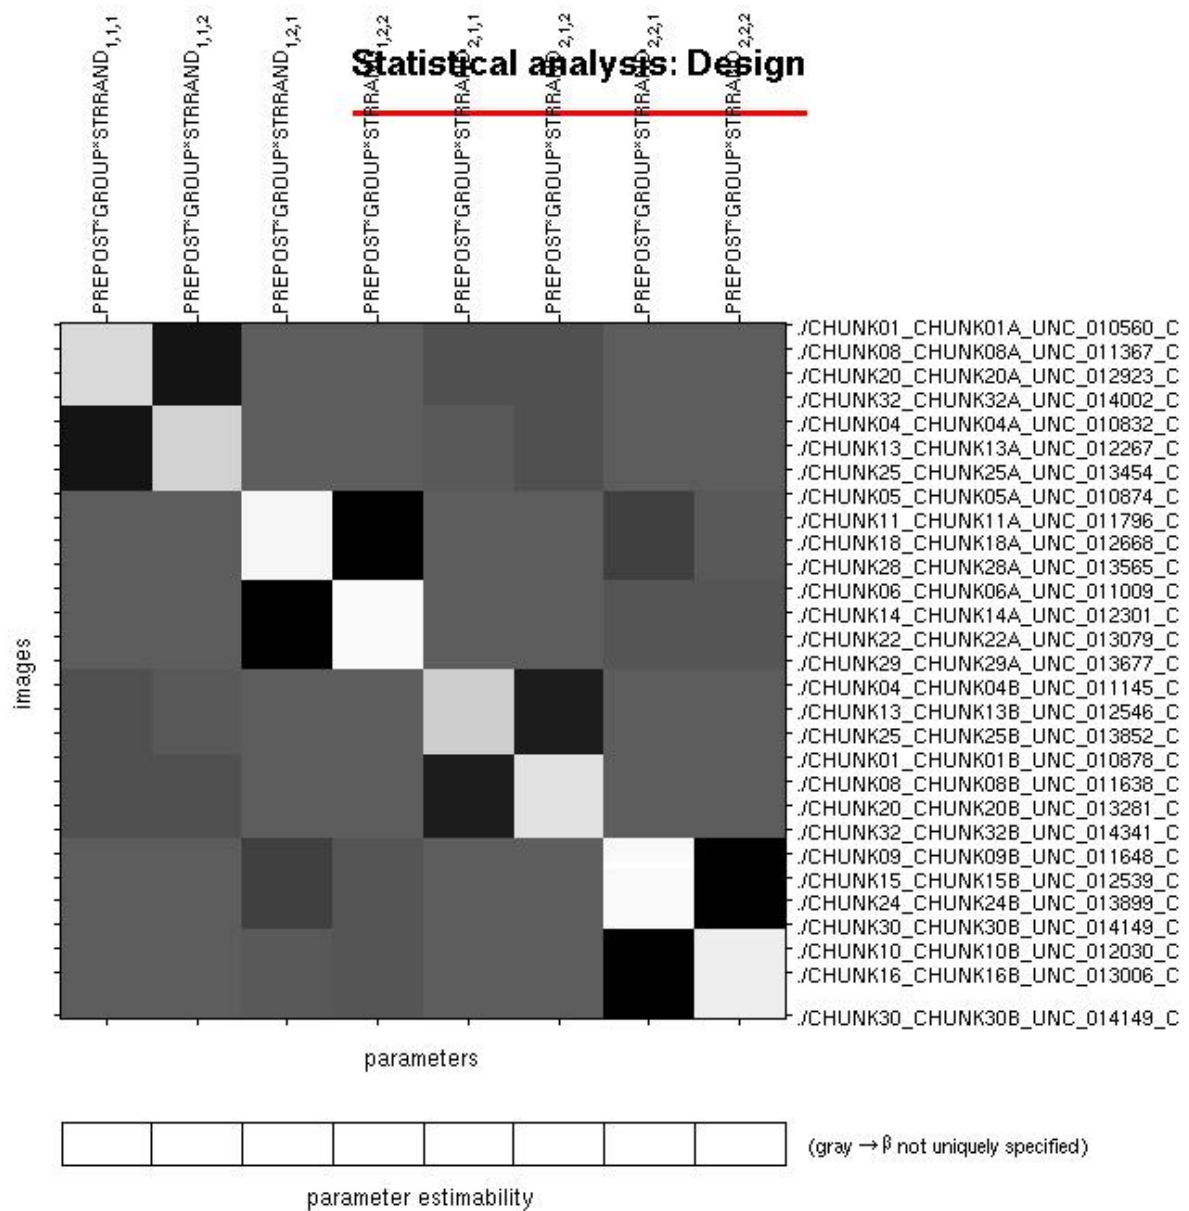 Statistical analysis: Design
PREPOST*GROUP*STRRAND1,1,1
PREPOST*GROUP*STRRAND1,1,2
PREPOST*GROUP*STRRAND1,2,1
PREPOST*GROUP*STRRAND1,2,2
PREPOST*GROUP*STRRAND2,1,1
PREPOST*GROUP*STRRAND2,1,2
PREPOST*GROUP*STRRAND2,2,1
PREPOST*GROUP*STRRAND2,2,2
images
./CHUNK01_CHUNK01A_UNC_010560_C
./CHUNK08_CHUNK08A_UNC_011367_C
./CHUNK20_CHUNK20A_UNC_012923_C
./CHUNK32_CHUNK32A_UNC_014002_C
./CHUNK04_CHUNK04A_UNC_010832_C
./CHUNK13_CHUNK13A_UNC_012267_C
./CHUNK25_CHUNK25A_UNC_013454_C
./CHUNK05_CHUNK05A_UNC_010874_C
./CHUNK11_CHUNK11A_UNC_011796_C
./CHUNK18_CHUNK18A_UNC_012668_C
./CHUNK28_CHUNK28A_UNC_013565_C
./CHUNK06_CHUNK06A_UNC_011009_C
./CHUNK14_CHUNK14A_UNC_012301_C
./CHUNK22_CHUNK22A_UNC_013079_C
./CHUNK29_CHUNK29A_UNC_013677_C
./CHUNK04_CHUNK04B_UNC_011145_C
./CHUNK13_CHUNK13B_UNC_012546_C
./CHUNK25_CHUNK25B_UNC_013852_C
./CHUNK01_CHUNK01B_UNC_010878_C
./CHUNK08_CHUNK08B_UNC_011638_C
./CHUNK20_CHUNK20B_UNC_013281_C
./CHUNK32_CHUNK32B_UNC_014341_C
./CHUNK09_CHUNK09B_UNC_011648_C
./CHUNK15_CHUNK15B_UNC_012539_C
./CHUNK24_CHUNK24B_UNC_013899_C
./CHUNK30_CHUNK30B_UNC_014149_C
./CHUNK10_CHUNK10B_UNC_012030_C
./CHUNK16_CHUNK16B_UNC_013006_C
./CHUNK30_CHUNK30B_UNC_014149_C
parameters
(gray → β not uniquely specified)
parameter estimability